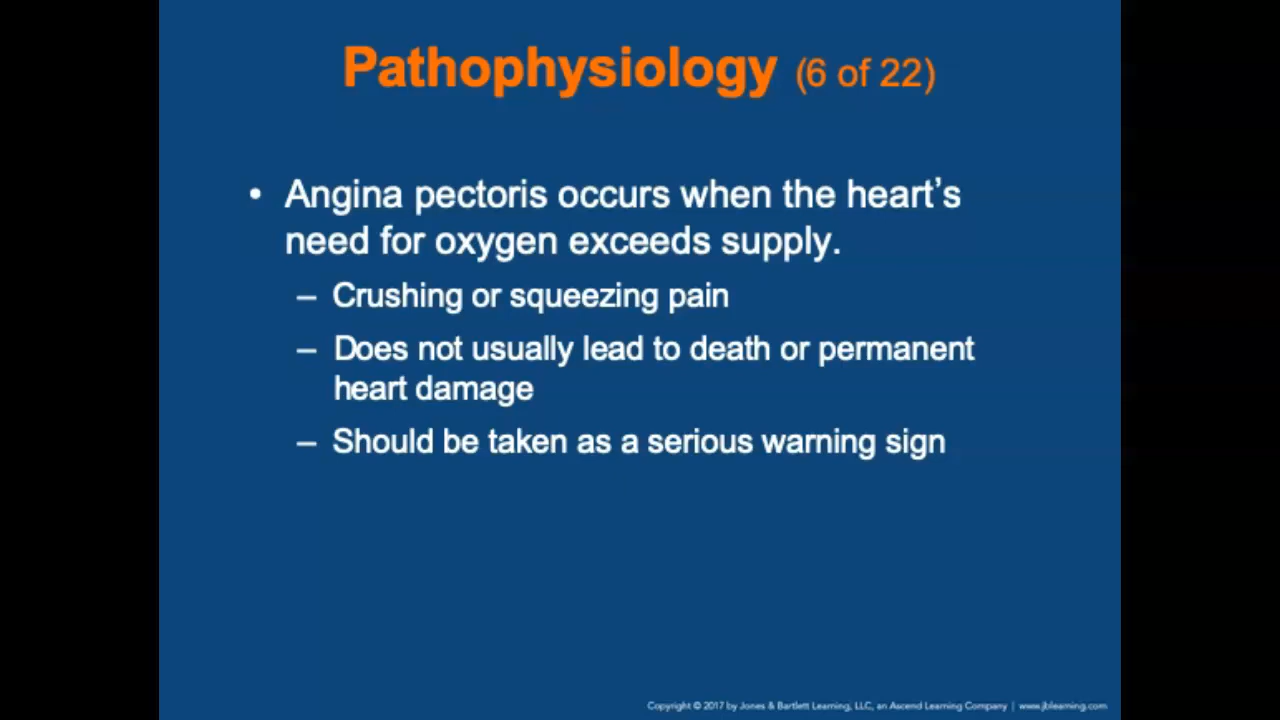 Pathophysiology (6 of 22)
• Angina pectoris occurs when the heart’s
need for oxygen exceeds supply.
– Crushing or squeezing pain
– Does not usually lead to death or permanent
heart damage
– Should be taken as a serious warning sign
Copyright © 2017 by Jones & Bartlett Learning, LLC, an Ascend Learning Company | www.jblearning.com